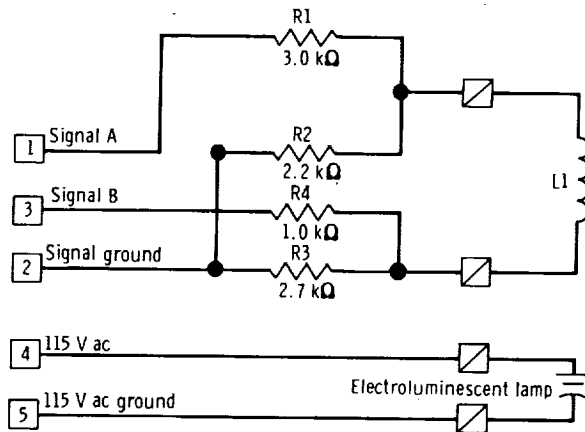 R1
3.0 kΩ
1 Signal A
R2
2.2 kΩ
L1
3 Signal B
R4
1.0 kΩ
2 Signal ground
R3
2.7 kΩ
4 115 V ac
Electroluminescent lamp
5 115 V ac ground